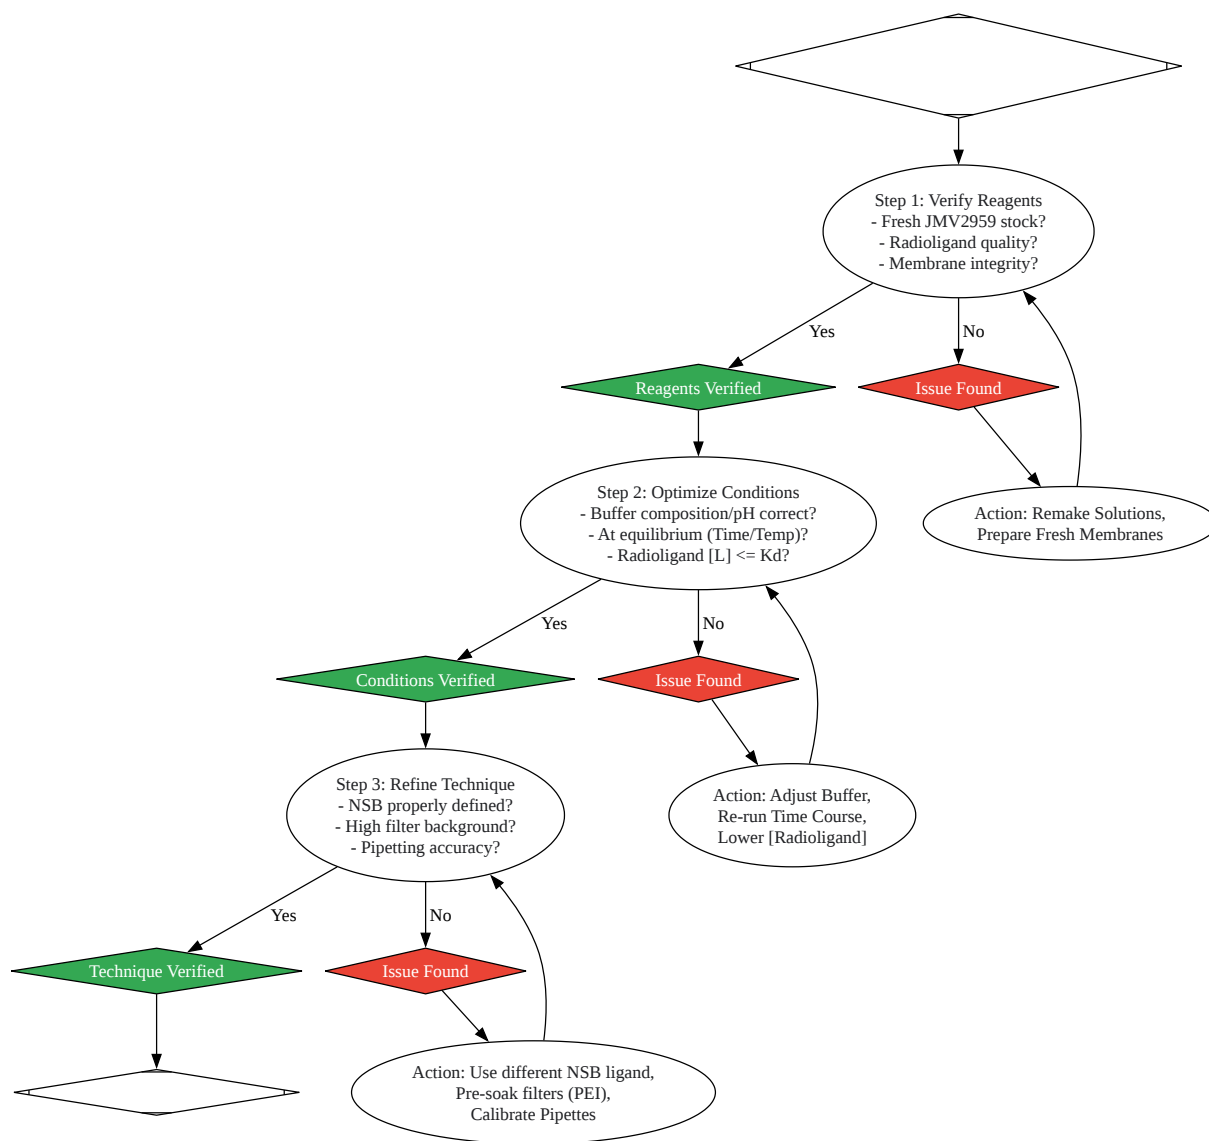 Step 1: Verify Reagents
- Fresh JMV2959 stock?
- Radioligand quality?
- Membrane integrity?
Yes
No
Reagents Verified
Issue Found
Step 2: Optimize Conditions
- Buffer composition/pH correct?
- At equilibrium (Time/Temp)?
- Radioligand [L] <= Kd?
Action: Remake Solutions,
Prepare Fresh Membranes
Yes
No
Conditions Verified
Issue Found
Step 3: Refine Technique
- NSB properly defined?
- High filter background?
- Pipetting accuracy?
Action: Adjust Buffer,
Re-run Time Course,
Lower [Radioligand]
Yes
No
Technique Verified
Issue Found
Action: Use different NSB ligand,
Pre-soak filters (PEI),
Calibrate Pipettes